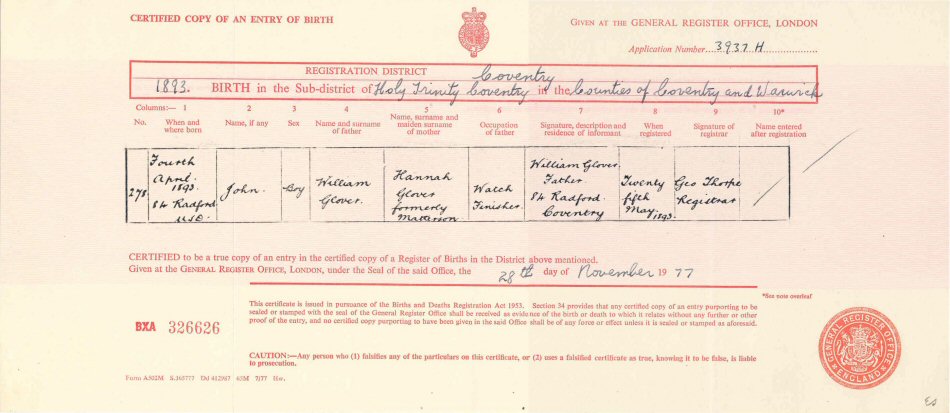 CERTIFIED COPY OF AN ENTRY OF BIRTH
GIVEN AT THE GENERAL REGISTER OFFICE, LONDON
Application Number 3937 H
REGISTRATION DISTRICT Coventry
1893. BIRTH in the Sub-district of Holy Trinity Coventry in the Counties of Coventry and Warwick
Columns:— 1 2 3 4 5 6 7 8 9 10*
No. When and where born Name, if any Sex Name and surname of father Name, surname and maiden surname of mother Occupation of father Signature, description and residence of informant When registered Signature of registrar Name entered after registration
278 Fourth April 1893. 84 Radford U.S.D. John. Boy William Glover. Hannah Glover formerly Matterson Watch Finisher. William Glover. Father. 84 Radford. Coventry Twenty fifth May, 1893. Geo Thorpe Registrar
CERTIFIED to be a true copy of an entry in the certified copy of a Register of Births in the District above mentioned.
Given at the GENERAL REGISTER OFFICE, LONDON, under the Seal of the said Office, the 28th day of November 1977
*See note overleaf
This certificate is issued in pursuance of the Births and Deaths Registration Act 1953. Section 34 provides that any certified copy of an entry purporting to be
sealed or stamped with the seal of the General Register Office shall be received as evidence of the birth or death to which it relates without any further or other
proof of the entry, and no certified copy purporting to have been given in the said Office shall be of any force or effect unless it is sealed or stamped as aforesaid.
BXA 326626
CAUTION:—Any person who (1) falsifies any of the particulars on this certificate, or (2) uses a falsified certificate as true, knowing it to be false, is liable
to prosecution.
Form A502M S.365777 Dd 412987 65M 7/77 Hw.
GENERAL REGISTER OFFICE
ENGLAND